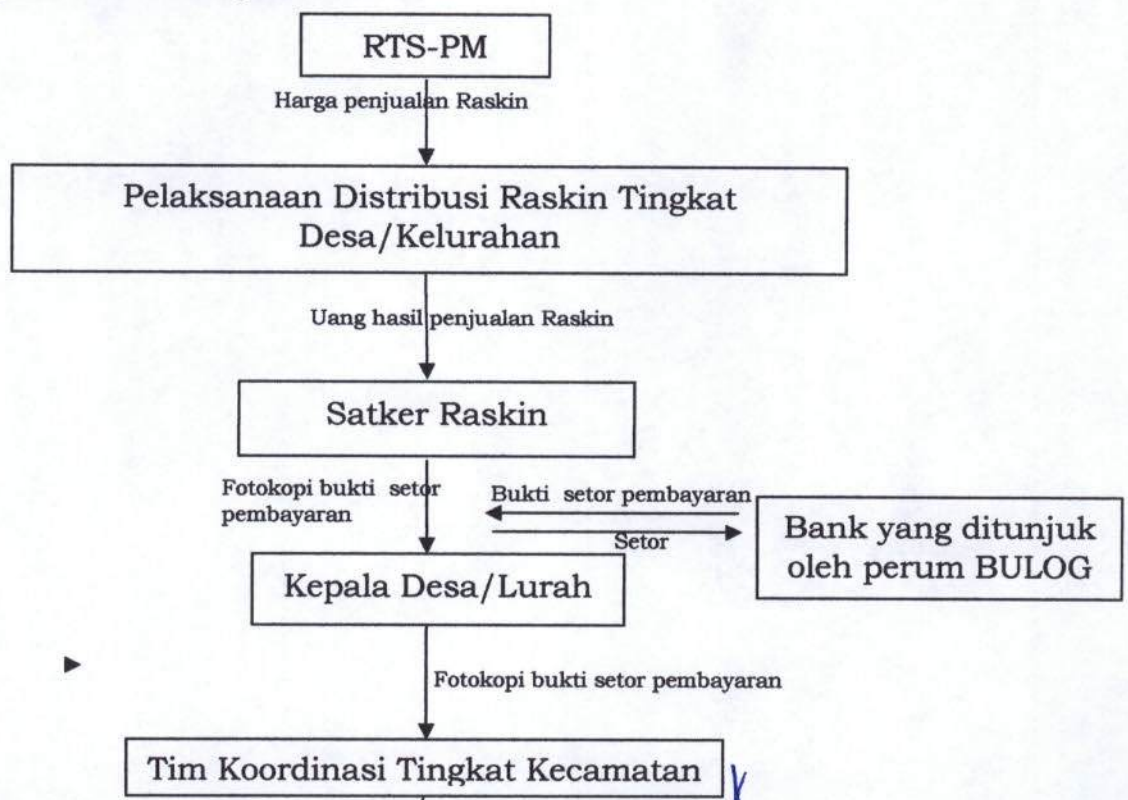 RTS-PM
Harga penjualan Raskin
Pelaksanaan Distribusi Raskin Tingkat
Desa/Kelurahan
Uang hasil penjualan Raskin
Satker Raskin
Fotokopi bukti setor
pembayaran
Bukti setor pembayaran
Setor
Bank yang ditunjuk
oleh perum BULOG
Kepala Desa/Lurah
Fotokopi bukti setor pembayaran
Tim Koordinasi Tingkat Kecamatan